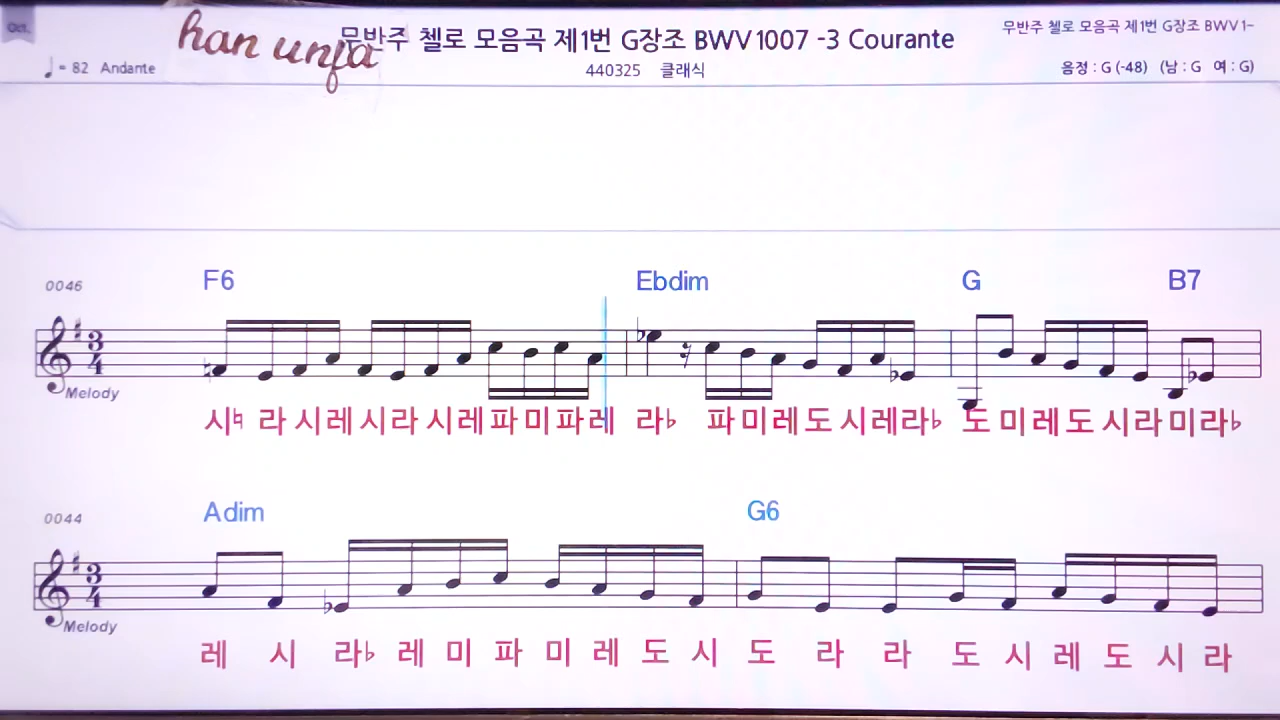 Oct.
han unfa
무반주 첼로 모음곡 제1번 G장조 BWV1007 -3 Courante
무반주 첼로 모음곡 제1번 G장조 BWV1-
♩= 82 Andante
440325 클래식
음정 : G (-48) (남 : G 여 : G)
0046
F6 Ebdim G B7
3 4
Melody
시♮ 라 시 레 시 라 시 레 파 미 파 레 라♭ 파 미 레 도 시 레 라♭ 도 미 레 도 시 라 미 라♭
0044
Adim G6
3 4
Melody
레 시 라♭ 레 미 파 미 레 도 시 도 라 라 도 시 레 도 시 라